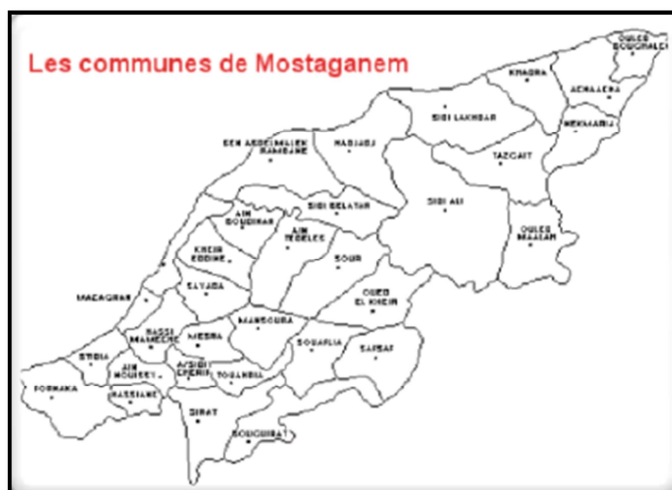 Les communes de Mostaganem
OULED
BOUGHALEM
KHADRA
ACHAACHA
SIDI LAKHDAR
NEKMARIA
BEN ABDELMALEK
RAMDANE
HADJADJ
TAZGAIT
SIDI BELATAR
SIDI ALI
AIN
BOUDINAR
AIN
TEDELES
OULED
MAALAH
KHEIR
EDDINE
SOUR
SAYADA
OUED
EL KHEIR
MAZAGRAN
HASSI
MAMECHE
MESRA
MANSOURA
SOUAFLIA
SAFSAF
STIDIA
AIN
NOUISSY
A/SIDI
CHERIF
TOUAHRIA
FORNAKA
HASSIANE
SIRAT
BOUGUIRAT